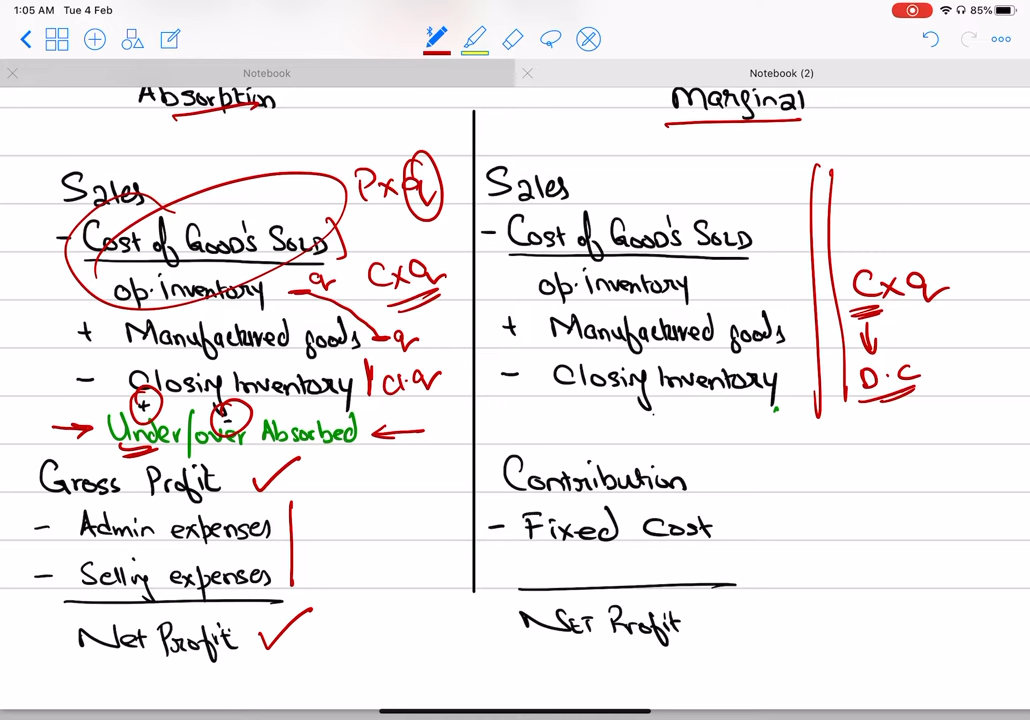 1:05 AM Tue 4 Feb
85%
Notebook
Notebook (2)
Absorbtin
Sales
P x q
- Cost of Good's Sold
C x q
op. inventory q
+ Manufactured goods q
- Closing Inventory Cl. q
+ -
Under/over Absorbed
Gross Profit
- Admin expenses
- Selling expenses
Net Profit
Marginal
Sales
- Cost of Good's Sold
op. inventory
+ Manufactured goods
- Closing Inventory
C x q
D.C
Contribution
- Fixed Cost
NET Profit